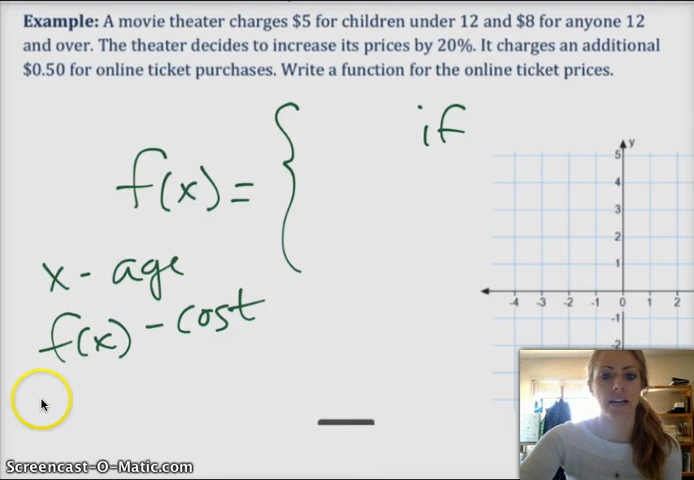 Example: A movie theater charges $5 for children under 12 and $8 for anyone 12
and over. The theater decides to increase its prices by 20%. It charges an additional
$0.50 for online ticket purchases. Write a function for the online ticket prices.
if
f(x) = {
x - age
f(x) - cost
y
5
4
3
2
1
-4 -3 -2 -1 0 1 2
-1
-2
Screencast-O-Matic.com